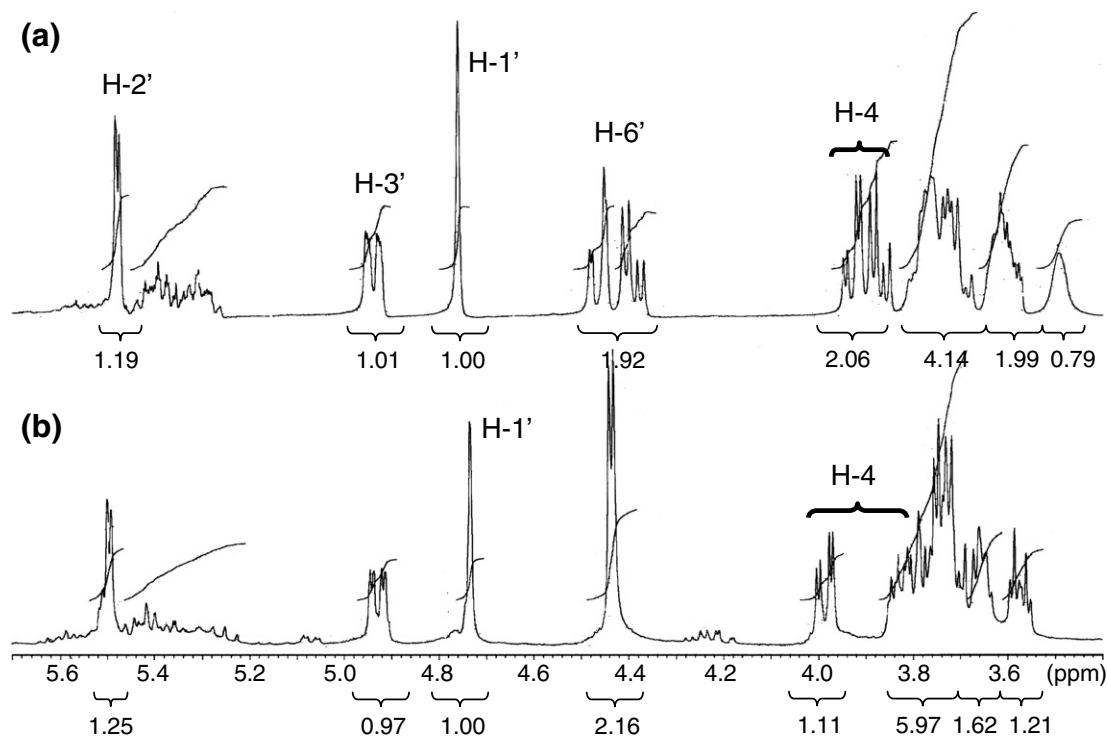 (a)
H-2'
H-3'
H-1'
H-6'
H-4
1.19 1.01 1.00 1.92 2.06 4.14 1.99 0.79
(b)
H-1'
H-4
5.6 5.4 5.2 5.0 4.8 4.6 4.4 4.2 4.0 3.8 3.6 (ppm)
1.25 0.97 1.00 2.16 1.11 5.97 1.62 1.21